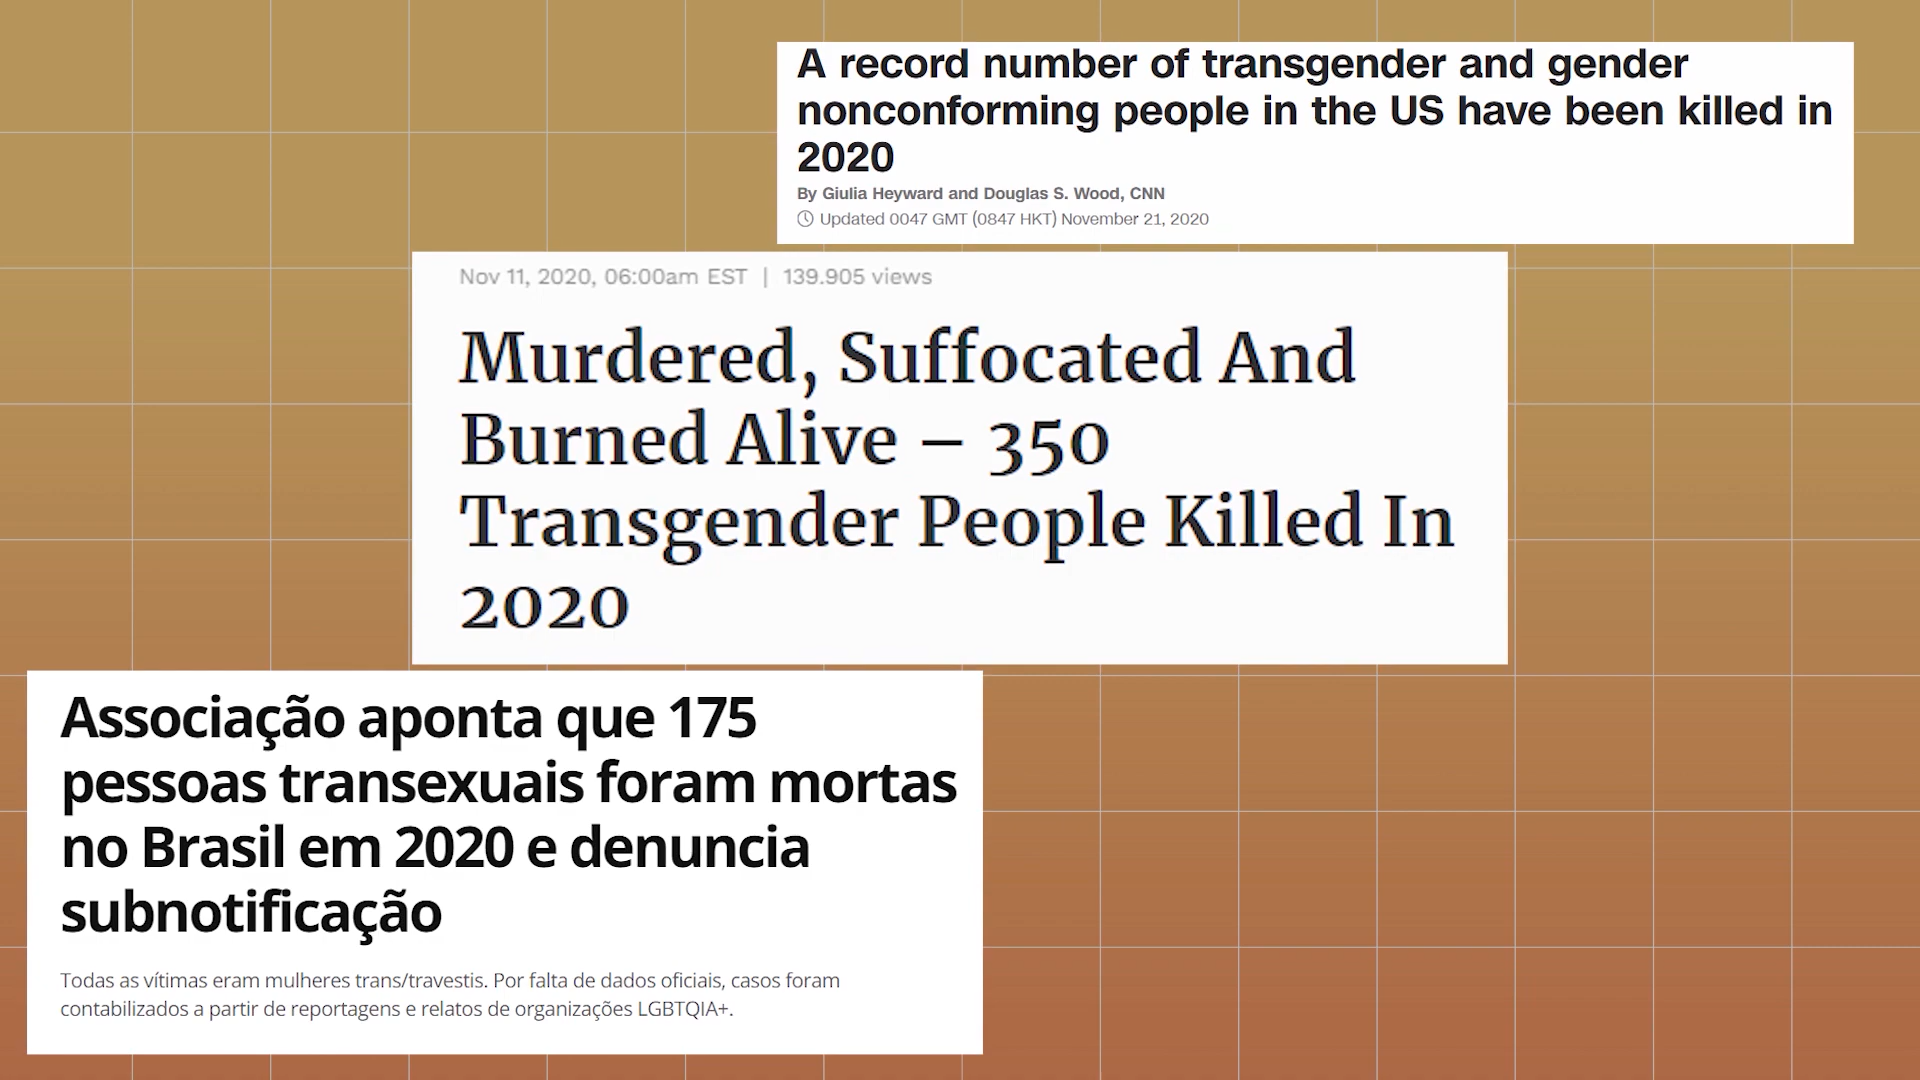 A record number of transgender and gender
nonconforming people in the US have been killed in
2020
By Giulia Heyward and Douglas S. Wood, CNN
Updated 0047 GMT (0847 HKT) November 21, 2020
Nov 11, 2020, 06:00am EST | 139.905 views
Murdered, Suffocated And
Burned Alive – 350
Transgender People Killed In
2020
Associação aponta que 175
pessoas transexuais foram mortas
no Brasil em 2020 e denuncia
subnotificação
Todas as vítimas eram mulheres trans/travestis. Por falta de dados oficiais, casos foram
contabilizados a partir de reportagens e relatos de organizações LGBTQIA+.